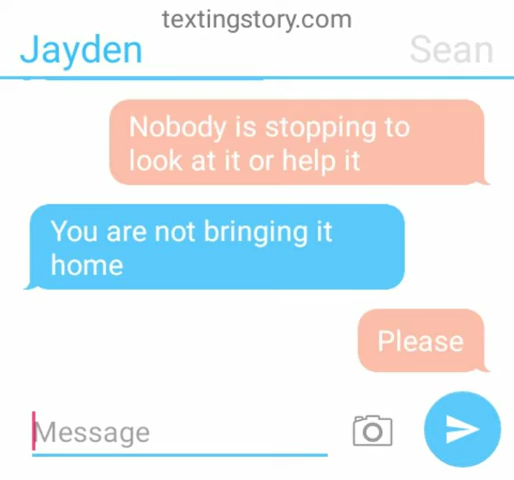 textingstory.com
Jayden
Sean
Nobody is stopping to
look at it or help it
You are not bringing it
home
Please
Message